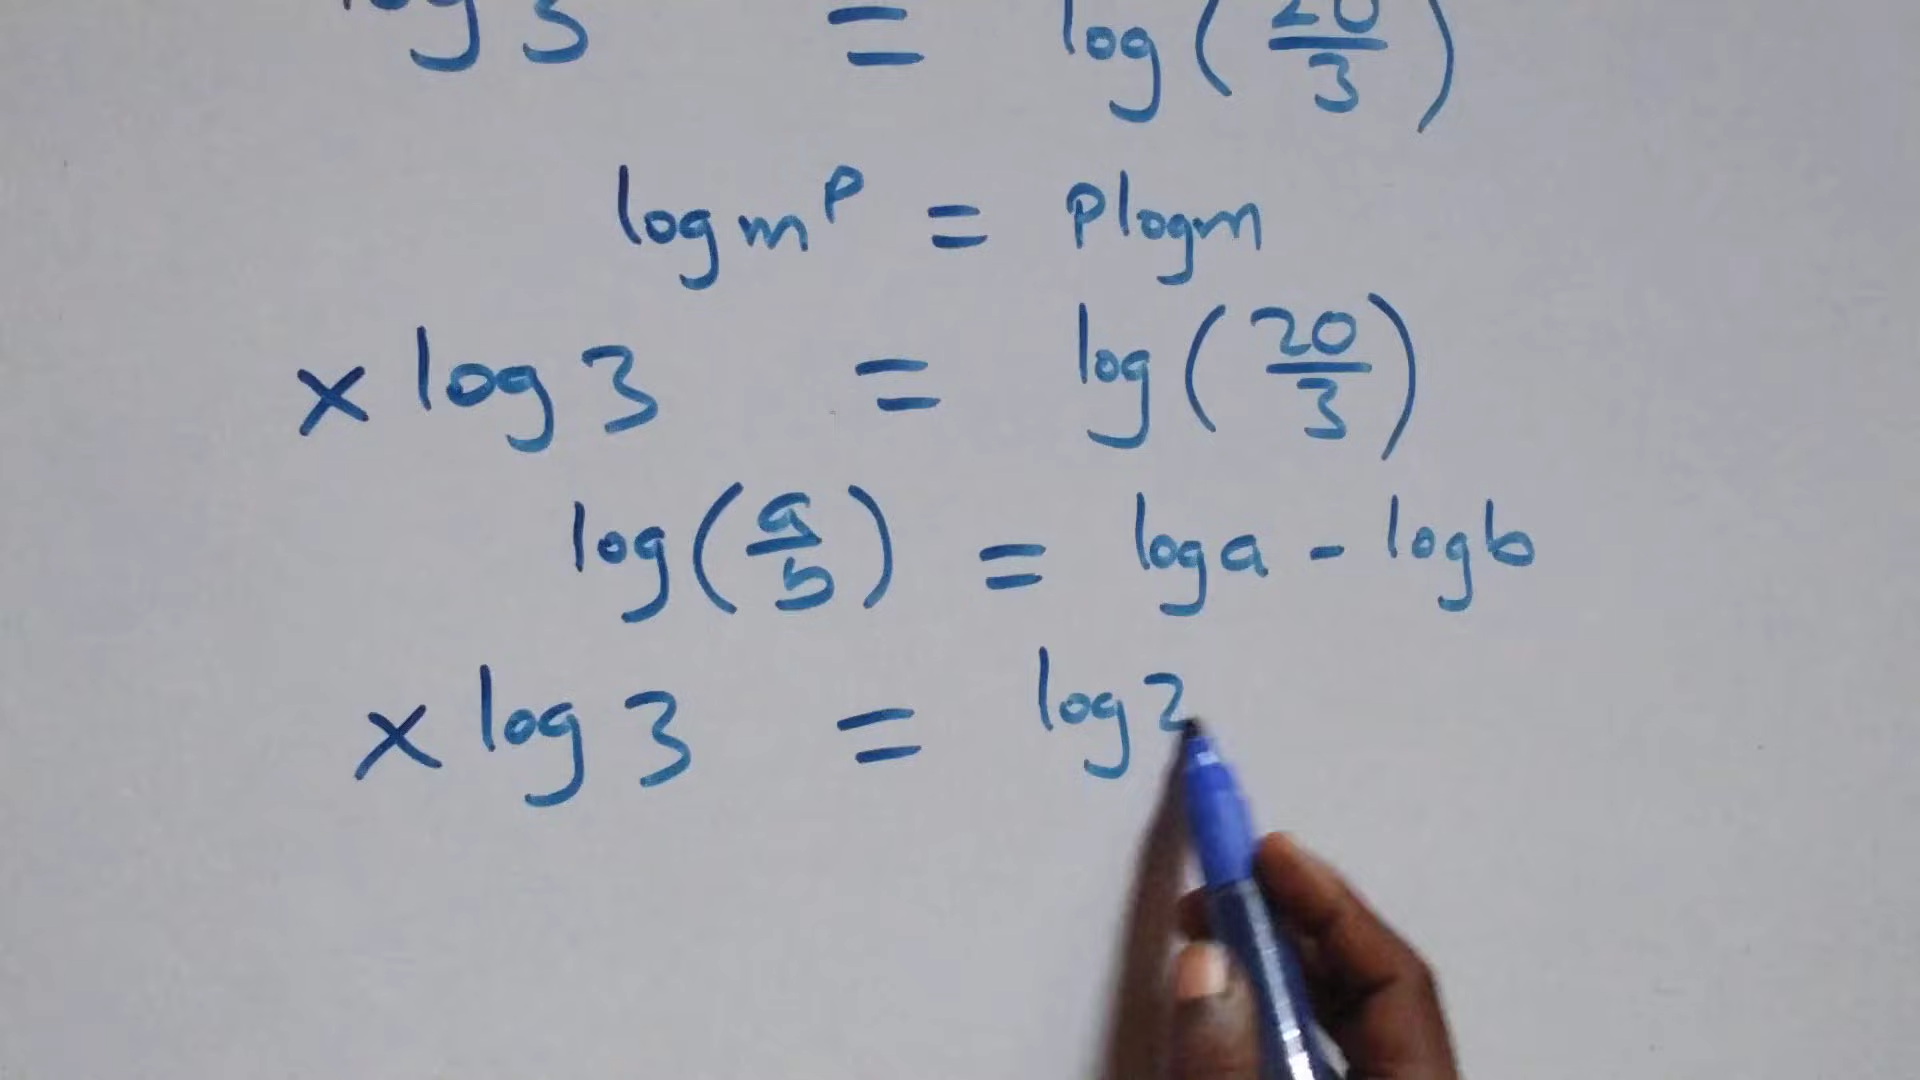 log 3 = log(20/3)
log m^p = p log m
x log 3 = log(20/3)
log(a/b) = log a - log b
x log 3 = log 2